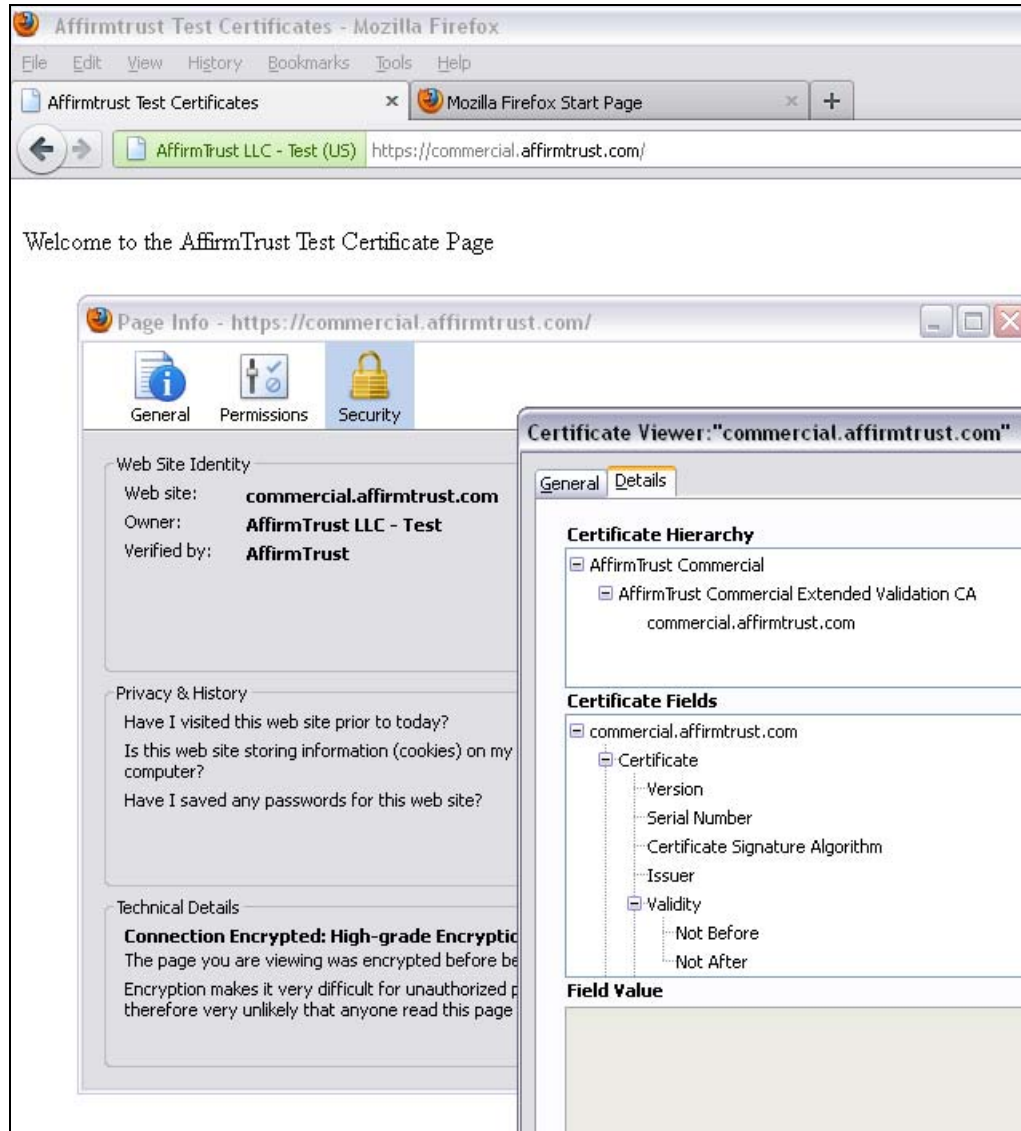 Affirmtrust Test Certificates - Mozilla Firefox
File Edit View History Bookmarks Tools Help
Affirmtrust Test Certificates Mozilla Firefox Start Page
AffirmTrust LLC - Test (US) https://commercial.affirmtrust.com/
Welcome to the AffirmTrust Test Certificate Page
Page Info - https://commercial.affirmtrust.com/
General Permissions Security
Web Site Identity
Web site: commercial.affirmtrust.com
Owner: AffirmTrust LLC - Test
Verified by: AffirmTrust
Privacy & History
Have I visited this web site prior to today?
Is this web site storing information (cookies) on my
computer?
Have I saved any passwords for this web site?
Technical Details
Connection Encrypted: High-grade Encryptic
The page you are viewing was encrypted before be
Encryption makes it very difficult for unauthorized p
therefore very unlikely that anyone read this page
Certificate Viewer:"commercial.affirmtrust.com"
General Details
Certificate Hierarchy
AffirmTrust Commercial
AffirmTrust Commercial Extended Validation CA
commercial.affirmtrust.com
Certificate Fields
commercial.affirmtrust.com
Certificate
Version
Serial Number
Certificate Signature Algorithm
Issuer
Validity
Not Before
Not After
Field Value